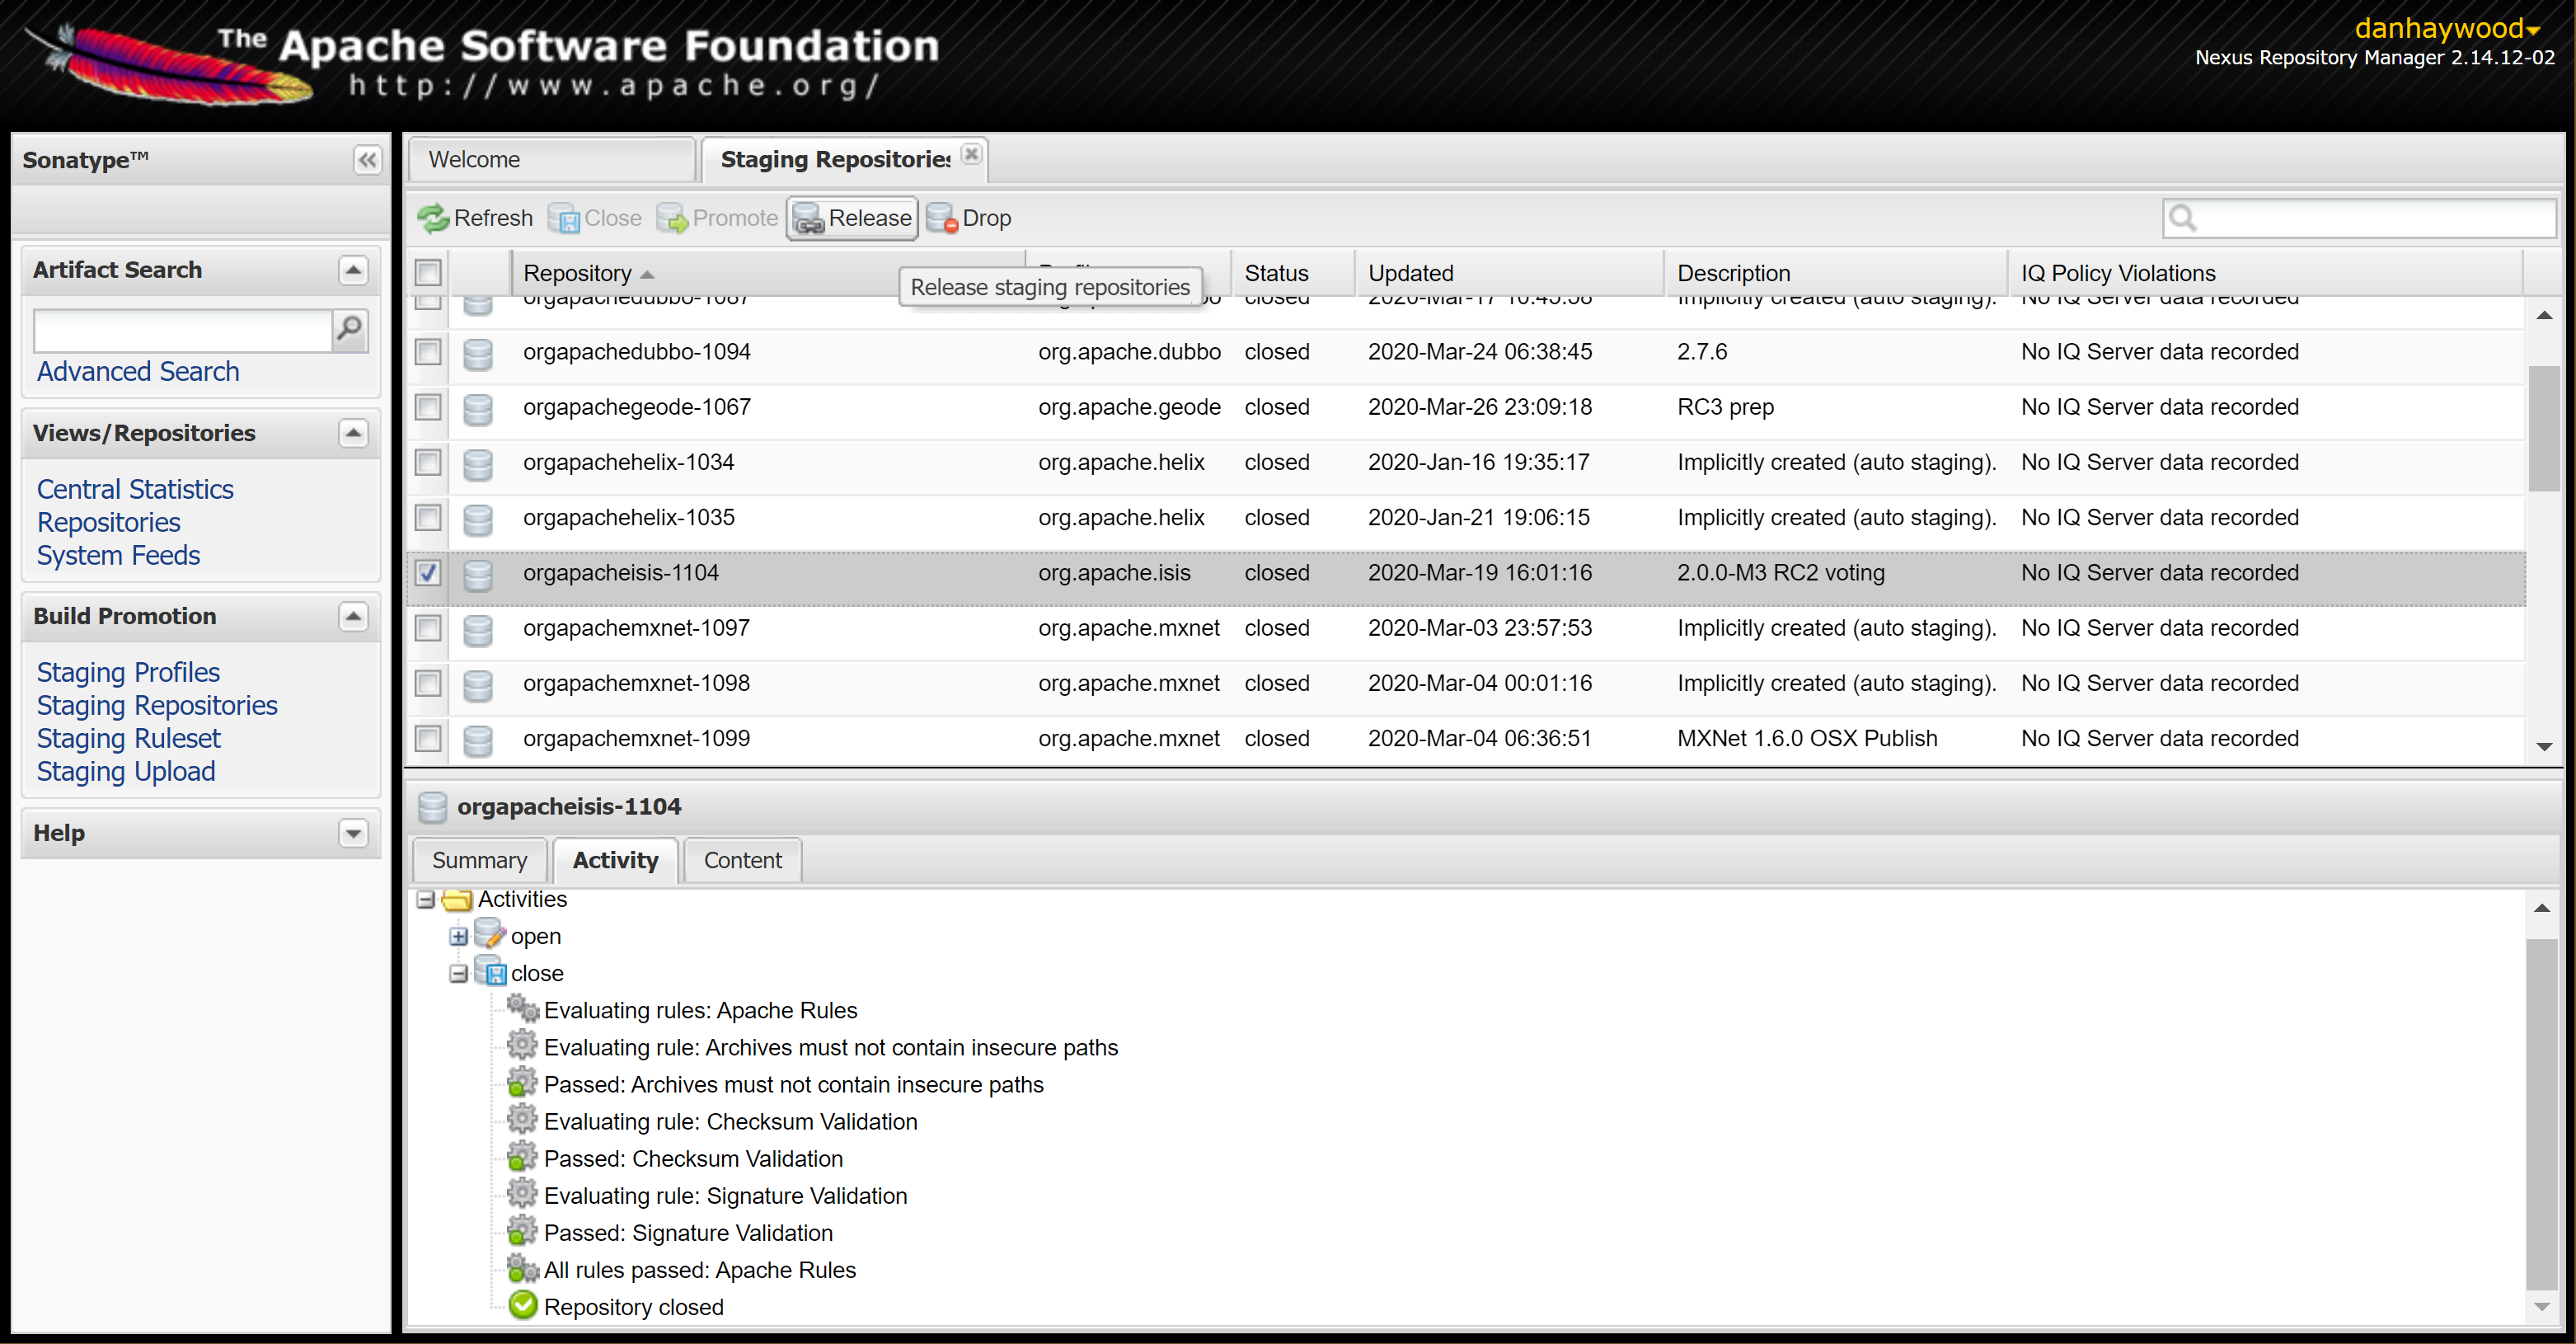 The Apache Software Foundation
http://www.apache.org/
danhaywood
Nexus Repository Manager 2.14.12-02
Sonatype™
Welcome
Staging Repositories
Refresh Close Promote Release Drop
Artifact Search
Advanced Search
Views/Repositories
Central Statistics
Repositories
System Feeds
Build Promotion
Staging Profiles
Staging Repositories
Staging Ruleset
Staging Upload
Help
Repository Status Updated Description IQ Policy Violations
Release staging repositories
orgapachedubbo-1087 closed 2020-Mar-17 10:45:58 Implicitly created (auto staging). No IQ Server data recorded
orgapachedubbo-1094 org.apache.dubbo closed 2020-Mar-24 06:38:45 2.7.6 No IQ Server data recorded
orgapachegeode-1067 org.apache.geode closed 2020-Mar-26 23:09:18 RC3 prep No IQ Server data recorded
orgapachehelix-1034 org.apache.helix closed 2020-Jan-16 19:35:17 Implicitly created (auto staging). No IQ Server data recorded
orgapachehelix-1035 org.apache.helix closed 2020-Jan-21 19:06:15 Implicitly created (auto staging). No IQ Server data recorded
orgapacheisis-1104 org.apache.isis closed 2020-Mar-19 16:01:16 2.0.0-M3 RC2 voting No IQ Server data recorded
orgapachemxnet-1097 org.apache.mxnet closed 2020-Mar-03 23:57:53 Implicitly created (auto staging). No IQ Server data recorded
orgapachemxnet-1098 org.apache.mxnet closed 2020-Mar-04 00:01:16 Implicitly created (auto staging). No IQ Server data recorded
orgapachemxnet-1099 org.apache.mxnet closed 2020-Mar-04 06:36:51 MXNet 1.6.0 OSX Publish No IQ Server data recorded
orgapacheisis-1104
Summary Activity Content
Activities
open
close
Evaluating rules: Apache Rules
Evaluating rule: Archives must not contain insecure paths
Passed: Archives must not contain insecure paths
Evaluating rule: Checksum Validation
Passed: Checksum Validation
Evaluating rule: Signature Validation
Passed: Signature Validation
All rules passed: Apache Rules
Repository closed